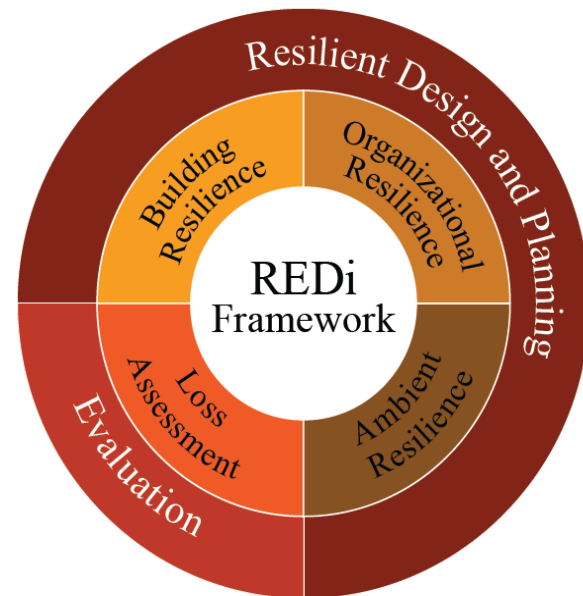 Resilient Design and Planning
Building
Resilience
Organizational
Resilience
REDi
Framework
Loss
Assessment
Ambient
Resilience
Evaluation